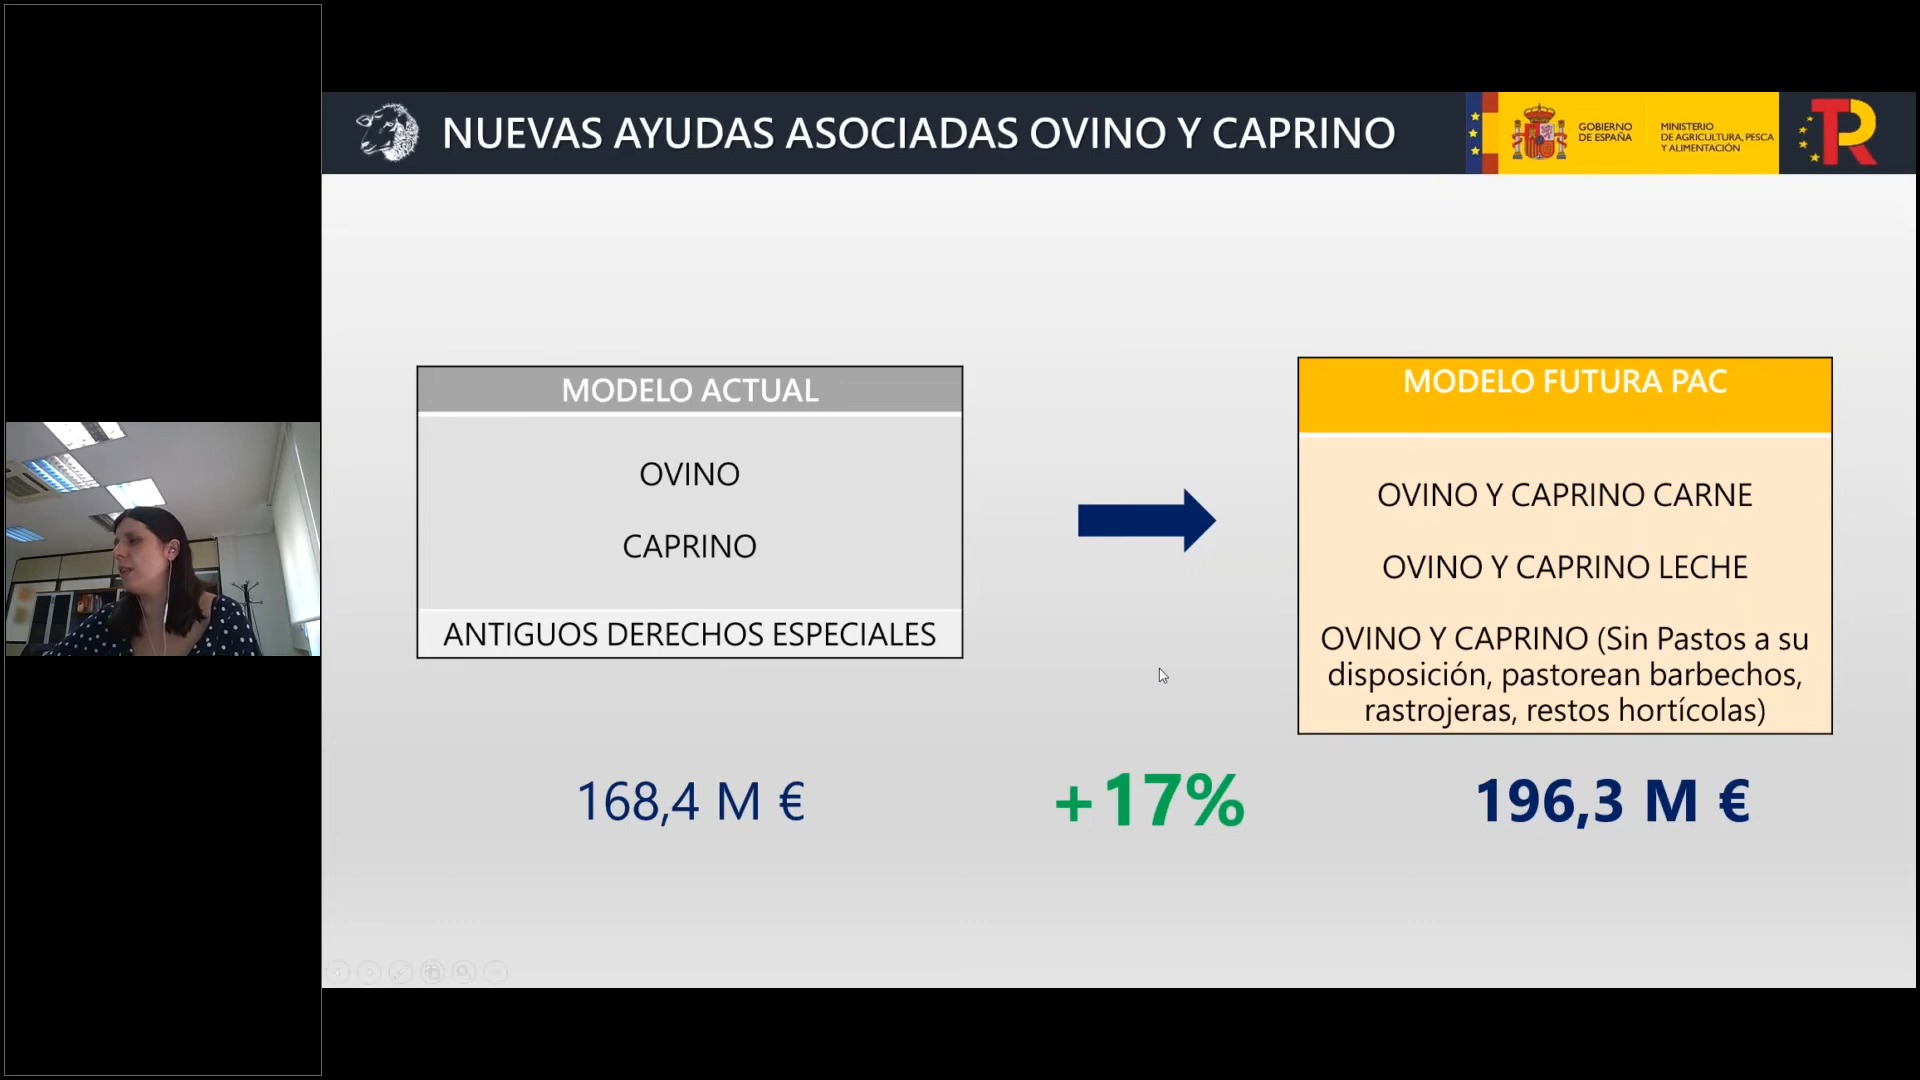 NUEVAS AYUDAS ASOCIADAS OVINO Y CAPRINO
GOBIERNO
DE ESPAÑA
MINISTERIO
DE AGRICULTURA, PESCA
Y ALIMENTACIÓN
TR
MODELO ACTUAL
OVINO
CAPRINO
ANTIGUOS DERECHOS ESPECIALES
MODELO FUTURA PAC
OVINO Y CAPRINO CARNE
OVINO Y CAPRINO LECHE
OVINO Y CAPRINO (Sin Pastos a su
disposición, pastorean barbechos,
rastrojeras, restos hortícolas)
168,4 M €
+17%
196,3 M €